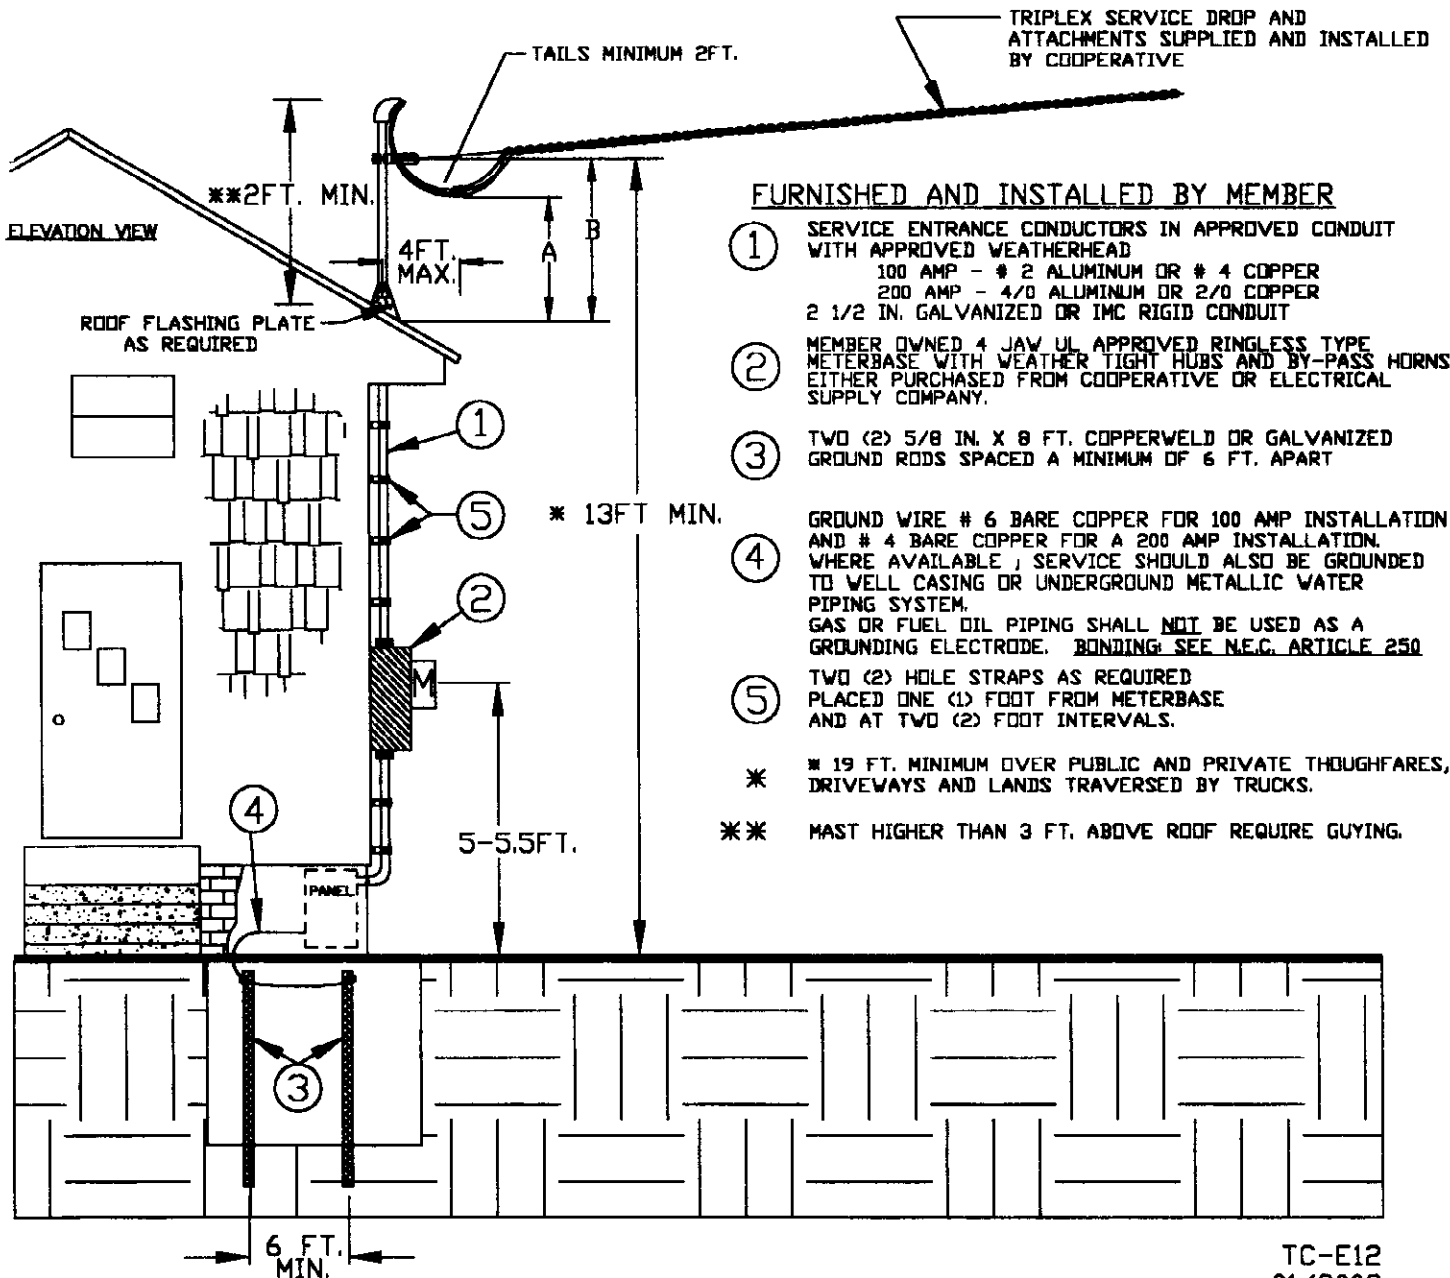 TRIPLEX SERVICE DROP AND
ATTACHMENTS SUPPLIED AND INSTALLED
BY COOPERATIVE
TAILS MINIMUM 2FT.
**2FT. MIN.
ELEVATION VIEW
4FT.
MAX.
A
B
ROOF FLASHING PLATE
AS REQUIRED
1
5
* 13FT MIN.
2
M
4
5-5.5FT.
PANEL
3
6 FT.
MIN.
FURNISHED AND INSTALLED BY MEMBER
1 SERVICE ENTRANCE CONDUCTORS IN APPROVED CONDUIT
WITH APPROVED WEATHERHEAD
100 AMP - # 2 ALUMINUM OR # 4 COPPER
200 AMP - 4/0 ALUMINUM OR 2/0 COPPER
2 1/2 IN. GALVANIZED OR IMC RIGID CONDUIT
2 MEMBER OWNED 4 JAW UL APPROVED RINGLESS TYPE
METERBASE WITH WEATHER TIGHT HUBS AND BY-PASS HORNS
EITHER PURCHASED FROM COOPERATIVE OR ELECTRICAL
SUPPLY COMPANY.
3 TWO (2) 5/8 IN. X 8 FT. COPPERWELD OR GALVANIZED
GROUND RODS SPACED A MINIMUM OF 6 FT. APART
4 GROUND WIRE # 6 BARE COPPER FOR 100 AMP INSTALLATION
AND # 4 BARE COPPER FOR A 200 AMP INSTALLATION.
WHERE AVAILABLE ; SERVICE SHOULD ALSO BE GROUNDED
TO WELL CASING OR UNDERGROUND METALLIC WATER
PIPING SYSTEM.
GAS OR FUEL OIL PIPING SHALL NOT BE USED AS A
GROUNDING ELECTRODE. BONDING: SEE N.E.C. ARTICLE 250
5 TWO (2) HOLE STRAPS AS REQUIRED
PLACED ONE (1) FOOT FROM METERBASE
AND AT TWO (2) FOOT INTERVALS.
* * 19 FT. MINIMUM OVER PUBLIC AND PRIVATE THOUGHFARES,
DRIVEWAYS AND LANDS TRAVERSED BY TRUCKS.
** MAST HIGHER THAN 3 FT. ABOVE ROOF REQUIRE GUYING.
TC-E12